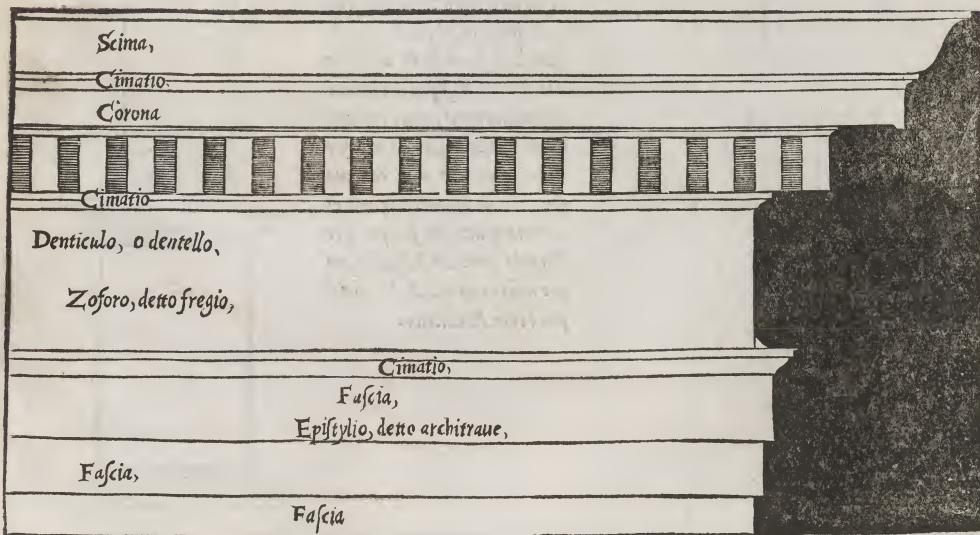 Scima,
Cimatio.
Corona
Cimatio
Denticulo, o dentello,
Zoforo, detto fregio,
Cimatio,
Faſcia,
Epiſtylio, detto architraue,
Faſcia,
Faſcia